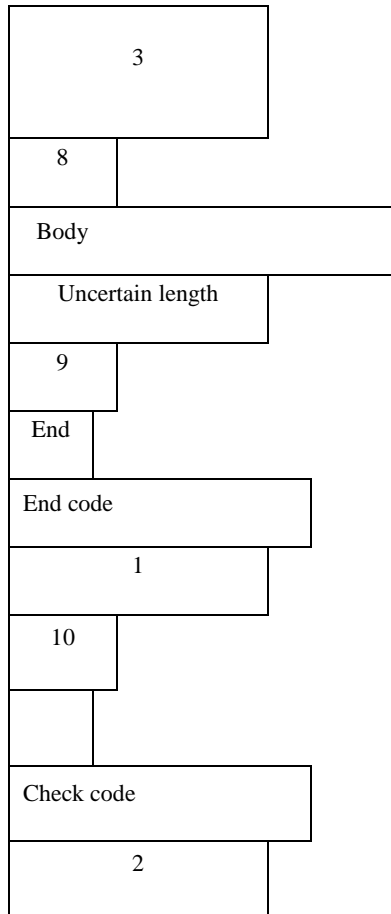 3
8
Body
Uncertain length
9
End
End code
1
10
Check code
2